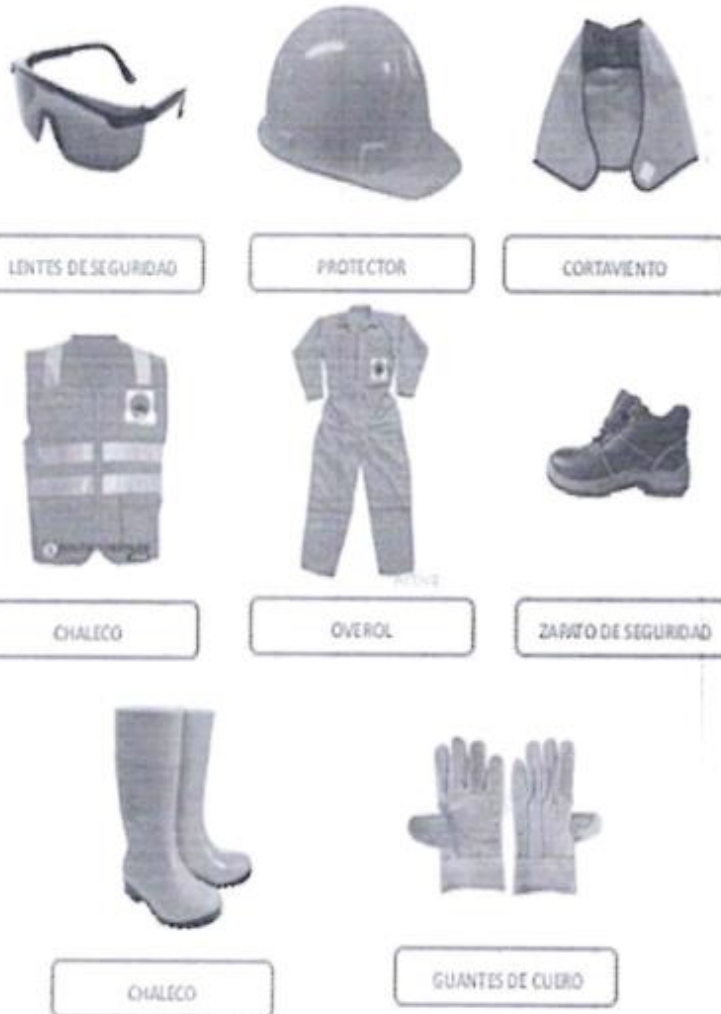 LENTES DE SEGURIDAD
PROTECTOR
CORTAVIENTO
CHALECO
OVEROL
ZAPATO DE SEGURIDAD
CHALECO
GUANTES DE CUERO